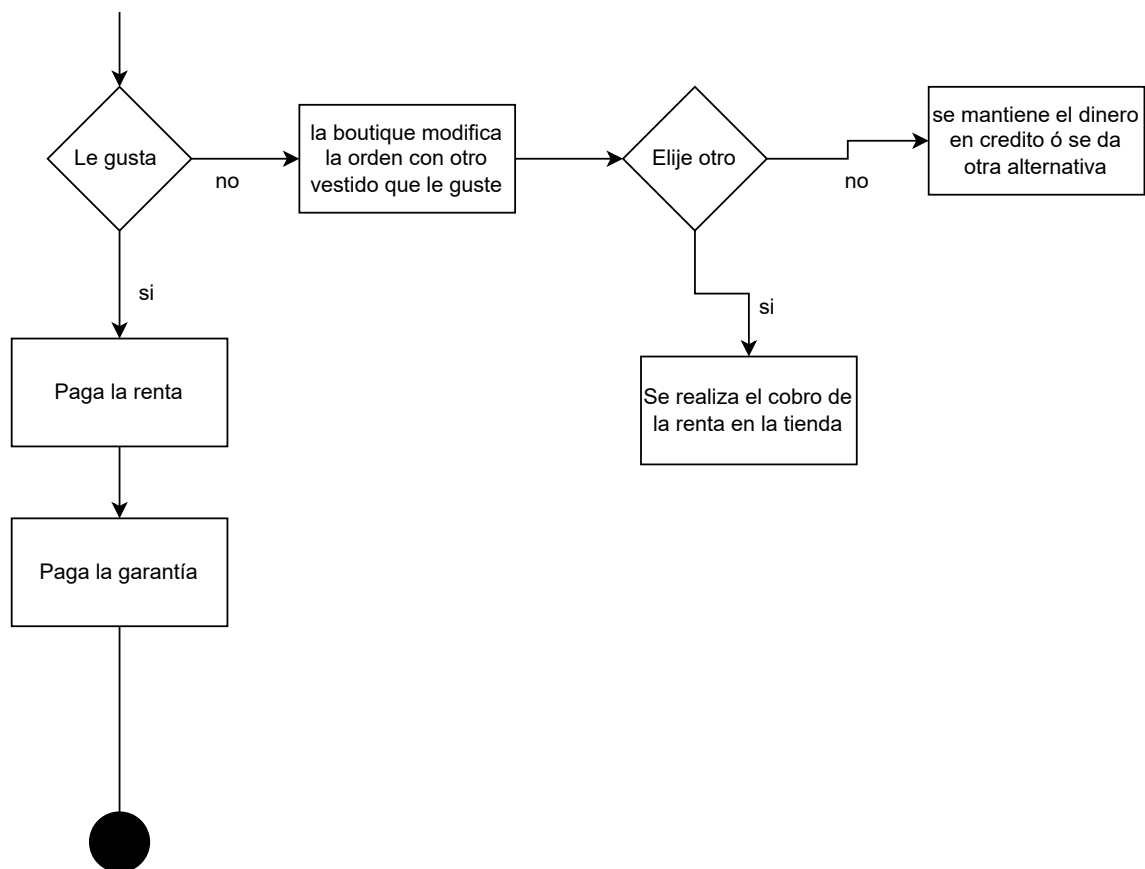 Le gusta
no
la boutique modifica
la orden con otro
vestido que le guste
Elije otro
no
se mantiene el dinero
en credito ó se da
otra alternativa
si
si
Paga la renta
Se realiza el cobro de
la renta en la tienda
Paga la garantía